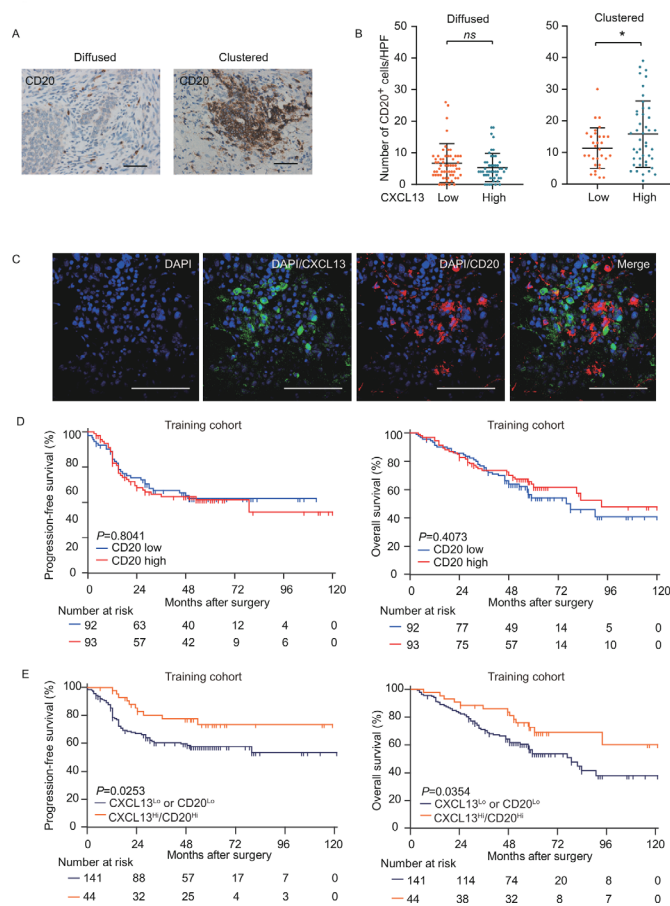 A
Diffused
Clustered
CD20
CD20
B
Diffused
Clustered
Number of CD20+ cells/HPF
50
40
30
20
10
0
ns
50
40
30
20
10
0
*
CXCL13
Low
High
Low
High
C
DAPI
DAPI/CXCL13
DAPI/CD20
Merge
D
Training cohort
Progression-free survival (%)
100
80
60
40
20
0
P=0.8041
CD20 low
CD20 high
0 24 48 72 96 120
Months after surgery
Number at risk
92 63 40 12 4 0
93 57 42 9 6 0
Training cohort
Overall survival (%)
100
80
60
40
20
0
P=0.4073
CD20 low
CD20 high
0 24 48 72 96 120
Months after surgery
Number at risk
92 77 49 14 5 0
93 75 57 14 10 0
E
Training cohort
Progression-free survival (%)
100
80
60
40
20
0
P=0.0253
CXCL13Lo or CD20Lo
CXCL13Hi/CD20Hi
0 24 48 72 96 120
Months after surgery
Number at risk
141 88 57 17 7 0
44 32 25 4 3 0
Training cohort
Overall survival (%)
100
80
60
40
20
0
P=0.0354
CXCL13Lo or CD20Lo
CXCL13Hi/CD20Hi
0 24 48 72 96 120
Months after surgery
Number at risk
141 114 74 20 8 0
44 38 32 8 7 0